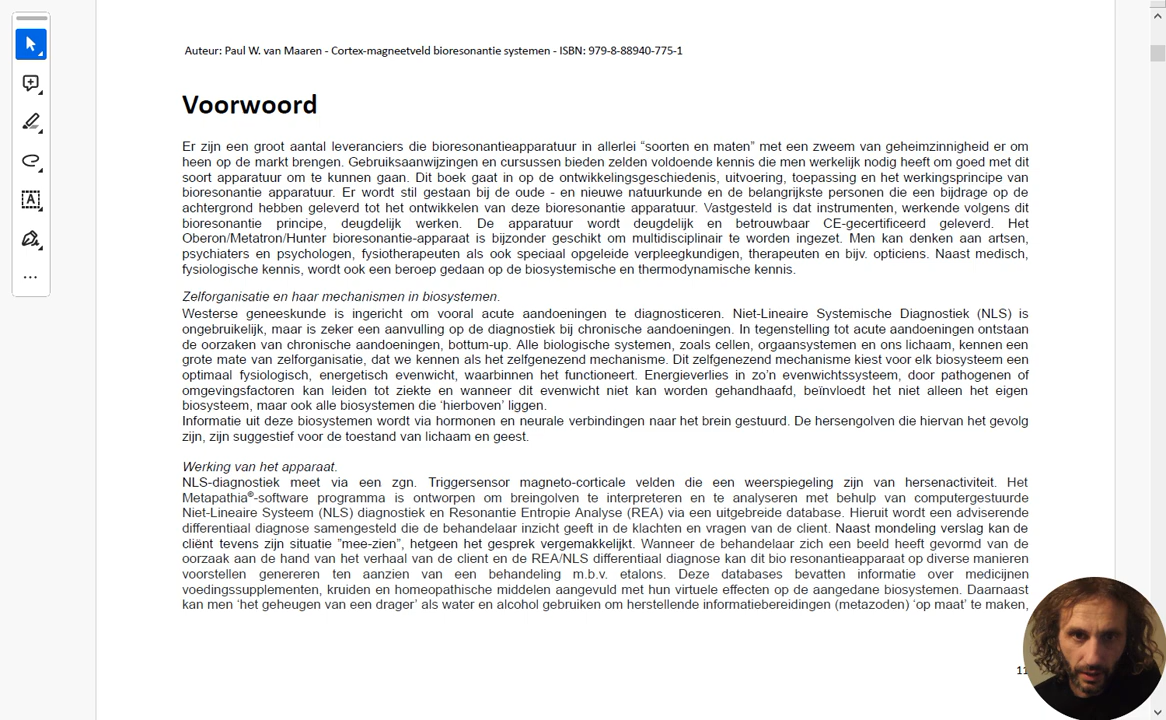 Auteur: Paul W. van Maaren - Cortex-magneetveld bioresonantie systemen - ISBN: 979-8-88940-775-1
Voorwoord
Er zijn een groot aantal leveranciers die bioresonantieapparatuur in allerlei “soorten en maten” met een zweem van geheimzinnigheid er om
heen op de markt brengen. Gebruiksaanwijzingen en cursussen bieden zelden voldoende kennis die men werkelijk nodig heeft om goed met dit
soort apparatuur om te kunnen gaan. Dit boek gaat in op de ontwikkelingsgeschiedenis, uitvoering, toepassing en het werkingsprincipe van
bioresonantie apparatuur. Er wordt stil gestaan bij de oude - en nieuwe natuurkunde en de belangrijkste personen die een bijdrage op de
achtergrond hebben geleverd tot het ontwikkelen van deze bioresonantie apparatuur. Vastgesteld is dat instrumenten, werkende volgens dit
bioresonantie principe, deugdelijk werken. De apparatuur wordt deugdelijk en betrouwbaar CE-gecertificeerd geleverd. Het
Oberon/Metatron/Hunter bioresonantie-apparaat is bijzonder geschikt om multidisciplinair te worden ingezet. Men kan denken aan artsen,
psychiaters en psychologen, fysiotherapeuten als ook speciaal opgeleide verpleegkundigen, therapeuten en bijv. opticiens. Naast medisch,
fysiologische kennis, wordt ook een beroep gedaan op de biosystemische en thermodynamische kennis.
Zelforganisatie en haar mechanismen in biosystemen.
Westerse geneeskunde is ingericht om vooral acute aandoeningen te diagnosticeren. Niet-Lineaire Systemische Diagnostiek (NLS) is
ongebruikelijk, maar is zeker een aanvulling op de diagnostiek bij chronische aandoeningen. In tegenstelling tot acute aandoeningen ontstaan
de oorzaken van chronische aandoeningen, bottum-up. Alle biologische systemen, zoals cellen, orgaansystemen en ons lichaam, kennen een
grote mate van zelforganisatie, dat we kennen als het zelfgenezend mechanisme. Dit zelfgenezend mechanisme kiest voor elk biosysteem een
optimaal fysiologisch, energetisch evenwicht, waarbinnen het functioneert. Energieverlies in zo’n evenwichtssysteem, door pathogenen of
omgevingsfactoren kan leiden tot ziekte en wanneer dit evenwicht niet kan worden gehandhaafd, beïnvloedt het niet alleen het eigen
biosysteem, maar ook alle biosystemen die ‘hierboven’ liggen.
Informatie uit deze biosystemen wordt via hormonen en neurale verbindingen naar het brein gestuurd. De hersengolven die hiervan het gevolg
zijn, zijn suggestief voor de toestand van lichaam en geest.
Werking van het apparaat.
NLS-diagnostiek meet via een zgn. Triggersensor magneto-corticale velden die een weerspiegeling zijn van hersenactiviteit. Het
Metapathia®-software programma is ontworpen om breingolven te interpreteren en te analyseren met behulp van computergestuurde
Niet-Lineaire Systeem (NLS) diagnostiek en Resonantie Entropie Analyse (REA) via een uitgebreide database. Hieruit wordt een adviserende
differentiaal diagnose samengesteld die de behandelaar inzicht geeft in de klachten en vragen van de client. Naast mondeling verslag kan de
cliënt tevens zijn situatie ”mee-zien”, hetgeen het gesprek vergemakkelijkt. Wanneer de behandelaar zich een beeld heeft gevormd van de
oorzaak aan de hand van het verhaal van de client en de REA/NLS differentiaal diagnose kan dit bio resonantieapparaat op diverse manieren
voorstellen genereren ten aanzien van een behandeling m.b.v. etalons. Deze databases bevatten informatie over medicijnen
voedingssupplementen, kruiden en homeopathische middelen aangevuld met hun virtuele effecten op de aangedane biosystemen. Daarnaast
kan men ‘het geheugen van een drager’ als water en alcohol gebruiken om herstellende informatiebereidingen (metazoden) ‘op maat’ te maken,
11